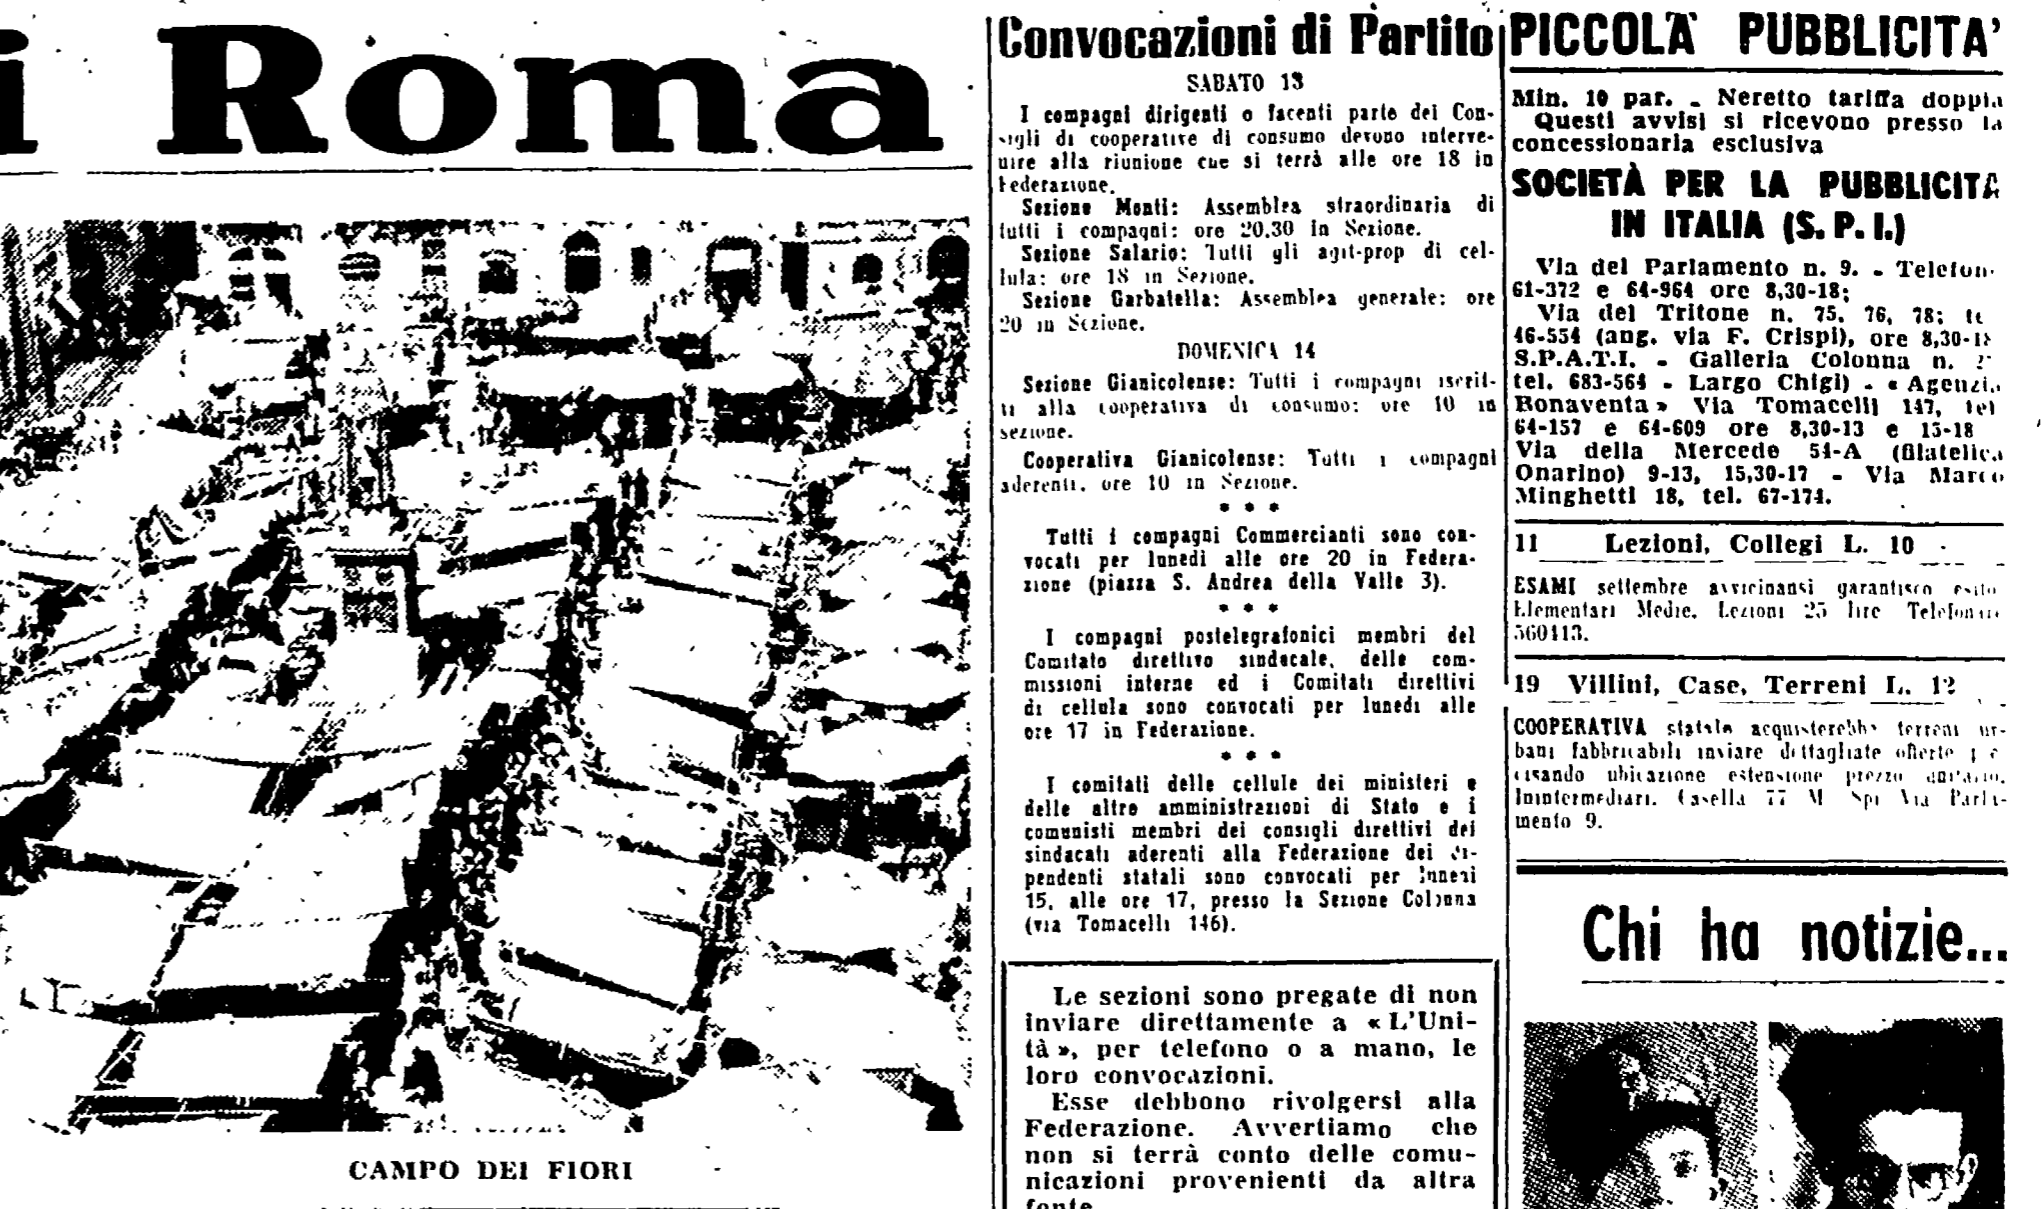 i Roma
CAMPO DEI FIORI
Convocazioni di Partito
SABATO 13
I compagni dirigenti o facenti parte dei Con-
sigli di cooperative di consumo devono interve-
nire alla riunione che si terrà alle ore 18 in
Federazione.
Sezione Monti: Assemblea straordinaria di
tutti i compagni: ore 20,30 in Sezione.
Sezione Salario: Tutti gli agit-prop di cel-
lula: ore 18 in Sezione.
Sezione Garbatella: Assemblea generale: ore
20 in Sezione.
DOMENICA 14
Sezione Gianicolense: Tutti i compagni iscrit-
ti alla cooperativa di consumo: ore 10 in
sezione.
Cooperativa Gianicolense: Tutti i compagni
aderenti, ore 10 in Sezione.
* * *
Tutti i compagni Commercianti sono con-
vocati per lunedì alle ore 20 in Federa-
zione (piazza S. Andrea della Valle 3).
* * *
I compagni postelegrafonici membri del
Comitato direttivo sindacale, delle com-
missioni interne ed i Comitati direttivi
di cellula sono convocati per lunedì alle
ore 17 in Federazione.
* * *
I comitati delle cellule dei ministeri e
delle altre amministrazioni di Stato e i
comunisti membri dei consigli direttivi dei
sindacati aderenti alla Federazione dei di-
pendenti statali sono convocati per lunedì
15, alle ore 17, presso la Sezione Colonna
(via Tomacelli 146).
Le sezioni sono pregate di non
inviare direttamente a « L'Uni-
tà », per telefono o a mano, le
loro convocazioni.
Esse debbono rivolgersi alla
Federazione. Avvertiamo che
non si terrà conto delle comu-
nicazioni provenienti da altra
fonte.
PICCOLA PUBBLICITA'
Min. 10 par. - Neretto tariffa doppia
Questi avvisi si ricevono presso la
concessionaria esclusiva
SOCIETÀ PER LA PUBBLICITÀ
IN ITALIA (S. P. I.)
Via del Parlamento n. 9. - Telefon
61-372 e 64-964 ore 8,30-18;
Via del Tritone n. 75, 76, 78; te
46-554 (ang. via F. Crispi), ore 8,30-18
S.P.A.T.I. - Galleria Colonna n.
tel. 683-564 - Largo Chigi) - « Agenzia
Bonaventa » Via Tomacelli 147, tel
64-157 e 64-609 ore 8,30-13 e 15-18
Via della Mercede 54-A (filatelica
Onarino) 9-13, 15,30-17 - Via Marco
Minghetti 18, tel. 67-174.
11 Lezioni, Collegi L. 10
ESAMI settembre avvicinansi garantisco esito
Elementari Medie. Lezioni 25 lire Telefonare
560413.
19 Villini, Case, Terreni L. 12
COOPERATIVA statale acquisterebbe terreni ur-
bani fabbricabili inviare dettagliate offerte pre
cisando ubicazione estensione prezzo unitario.
Inintermediari. Casella 77 M Spi Via Parla-
mento 9.
Chi ha notizie...